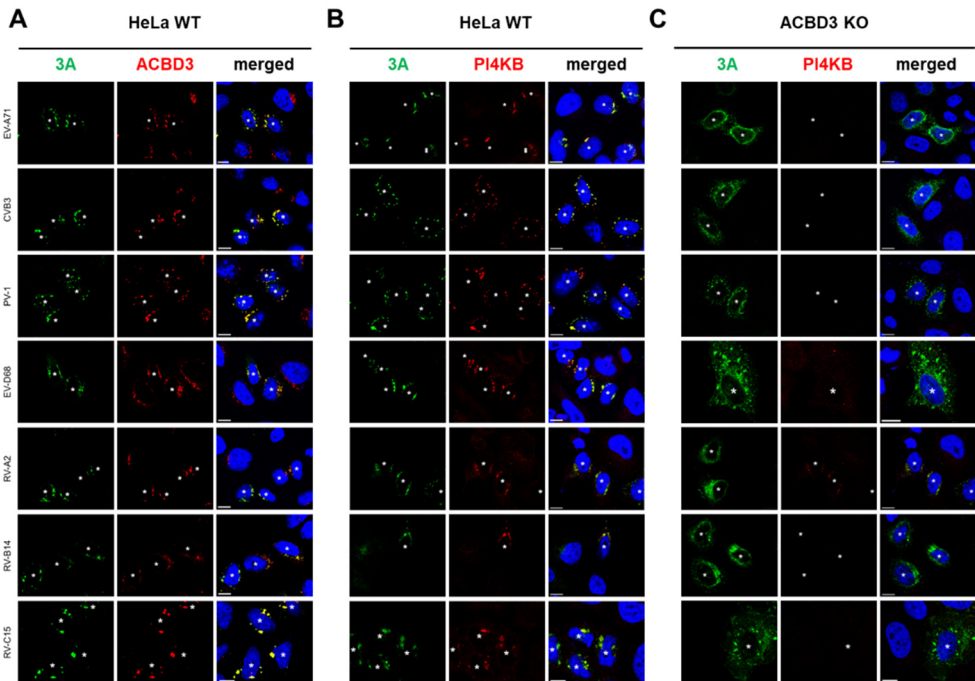 A
HeLa WT
3A
ACBD3
merged
B
HeLa WT
3A
PI4KB
merged
C
ACBD3 KO
3A
PI4KB
merged
EV-A71
CVB3
PV-1
EV-D68
RV-A2
RV-B14
RV-C15